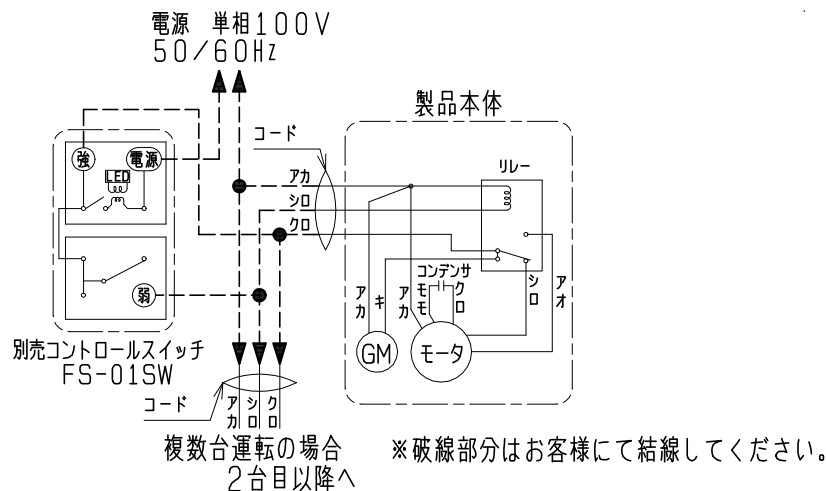 電源 単相100V
50/60Hz
製品本体
コード
強
電源
LED
アカ
シロ
クロ
リレー
弱
コンデンサ
アカ
キ
アカ
モモ
クロ
シロ
アオ
GM
モータ
別売コントロールスイッチ
FS-01SW
コード
アカ
シロ
クロ
複数台運転の場合
2台目以降へ
※破線部分はお客様にて結線してください。